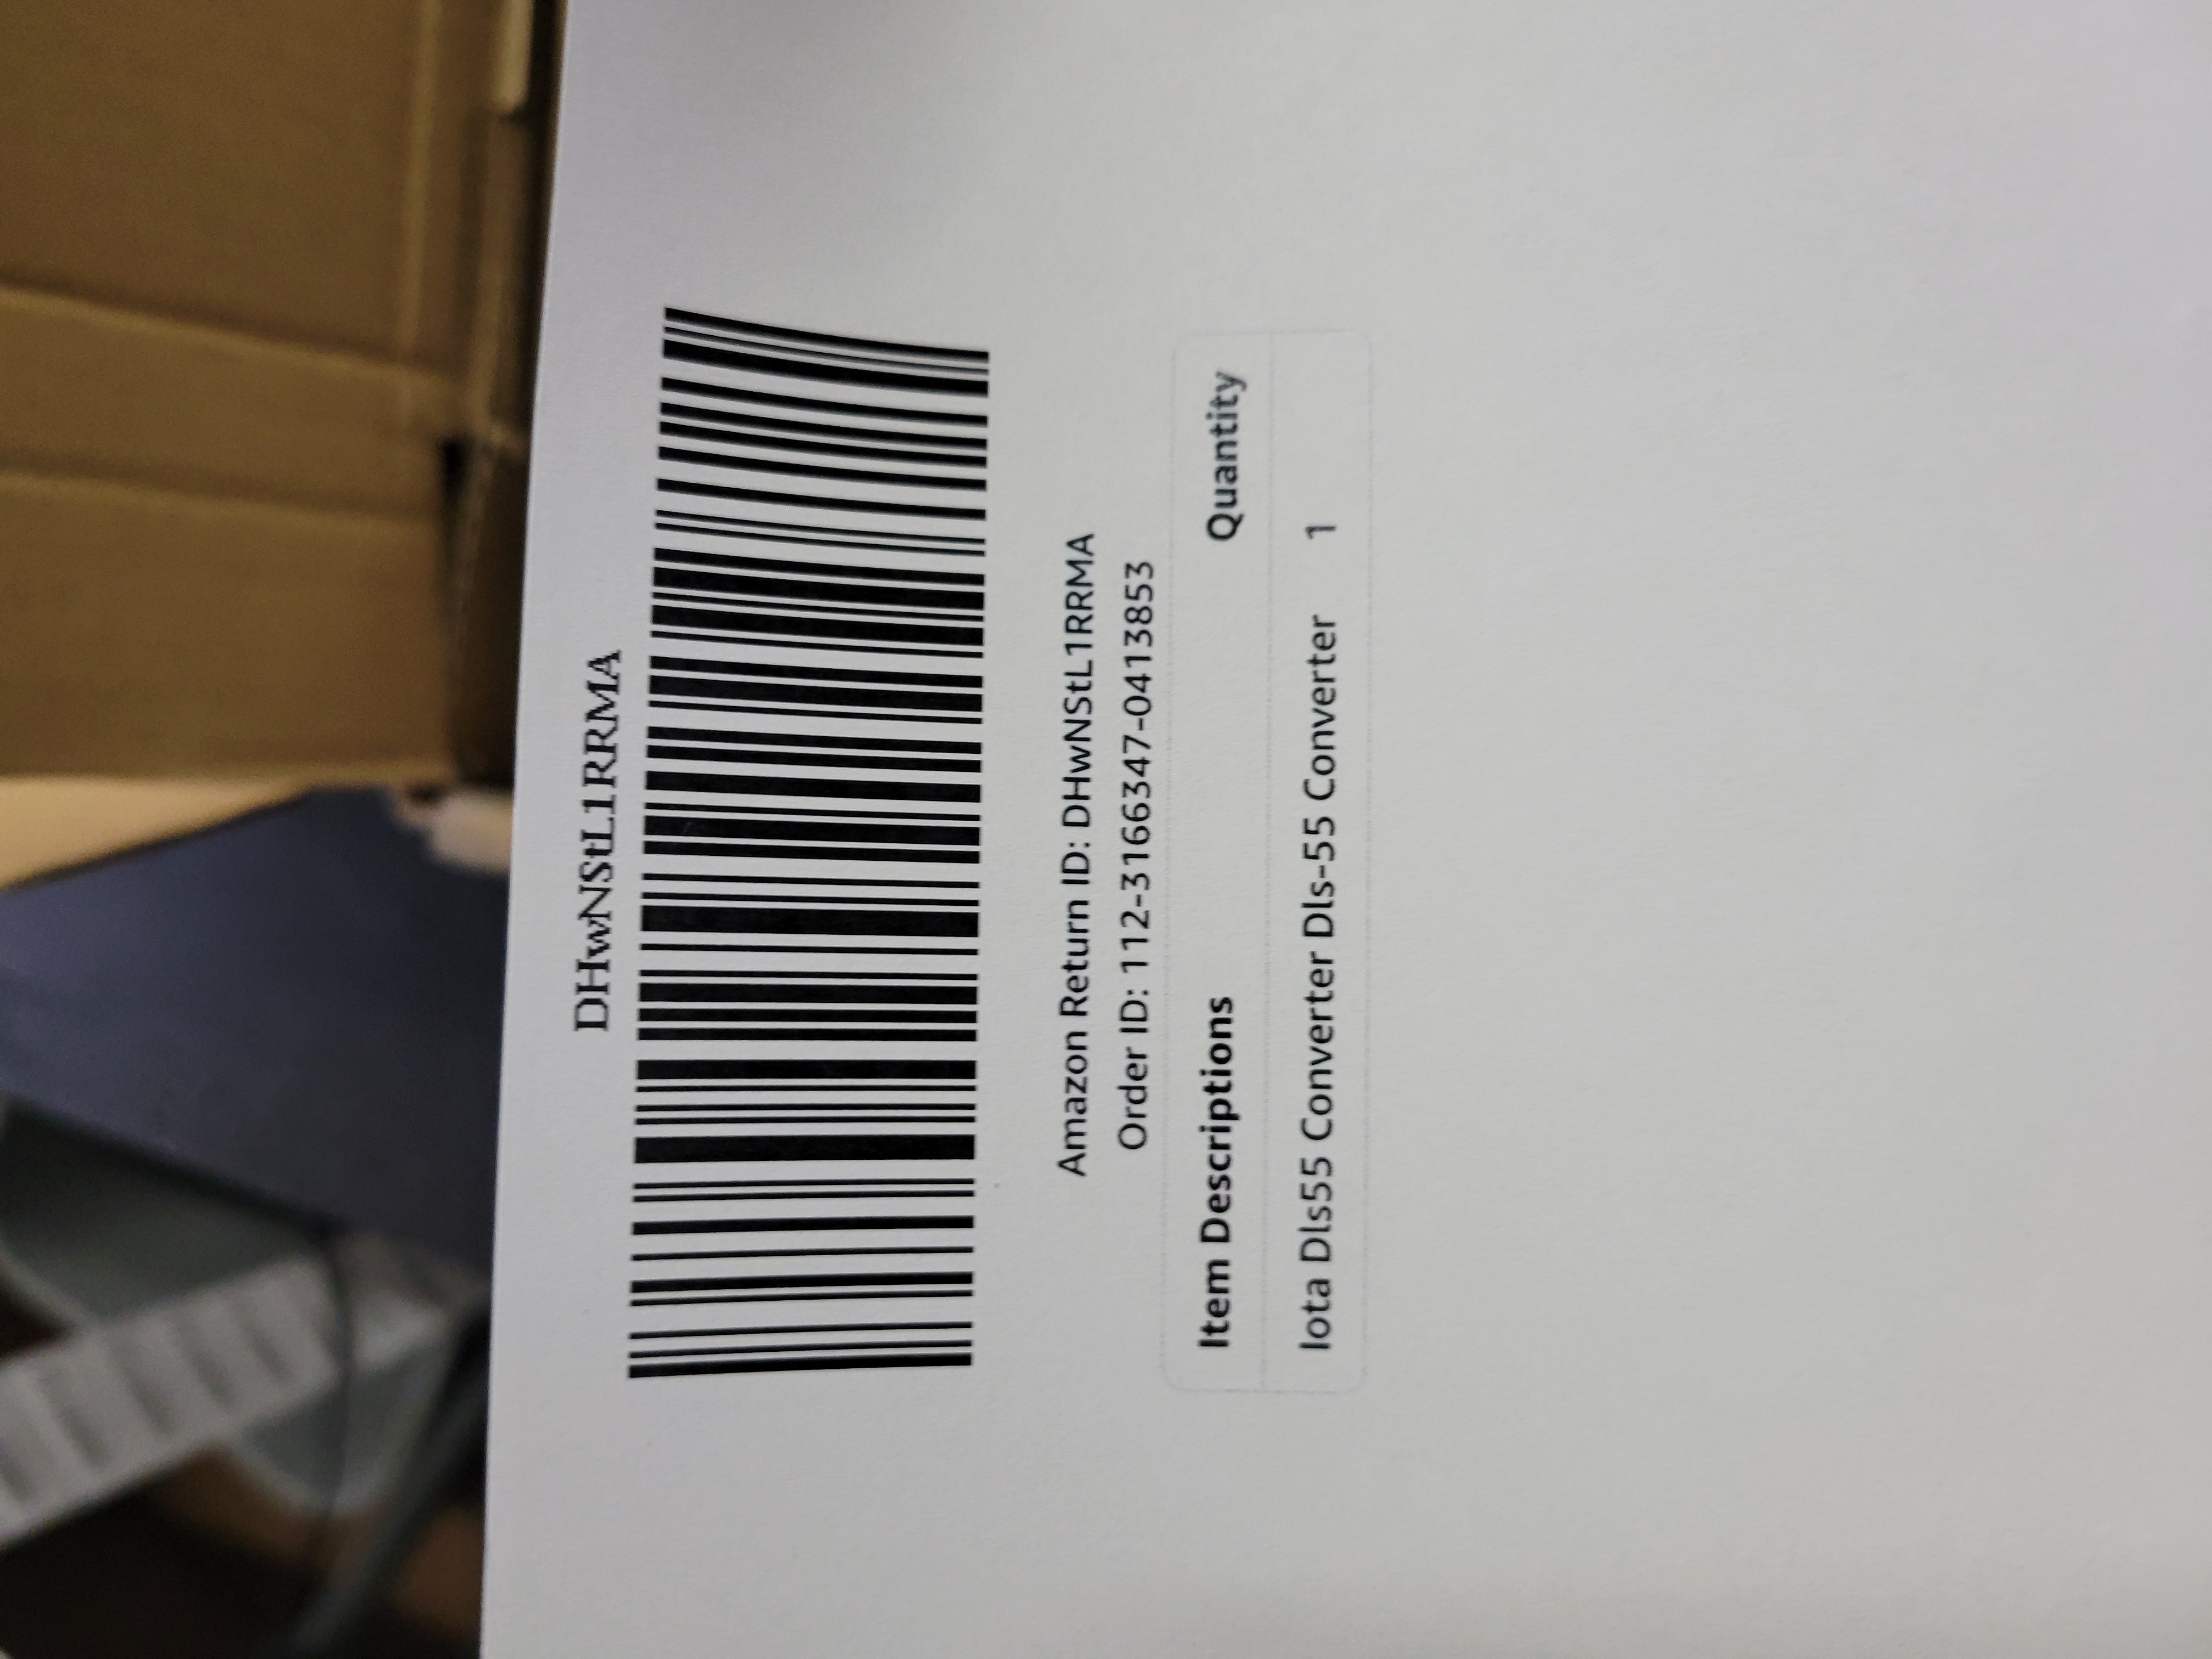 DHwNStL1RRMA
Amazon Return ID: DHwNStL1RRMA
Order ID: 112-3166347-0413853
Item Descriptions Quantity
Iota Dls55 Converter Dls-55 Converter 1